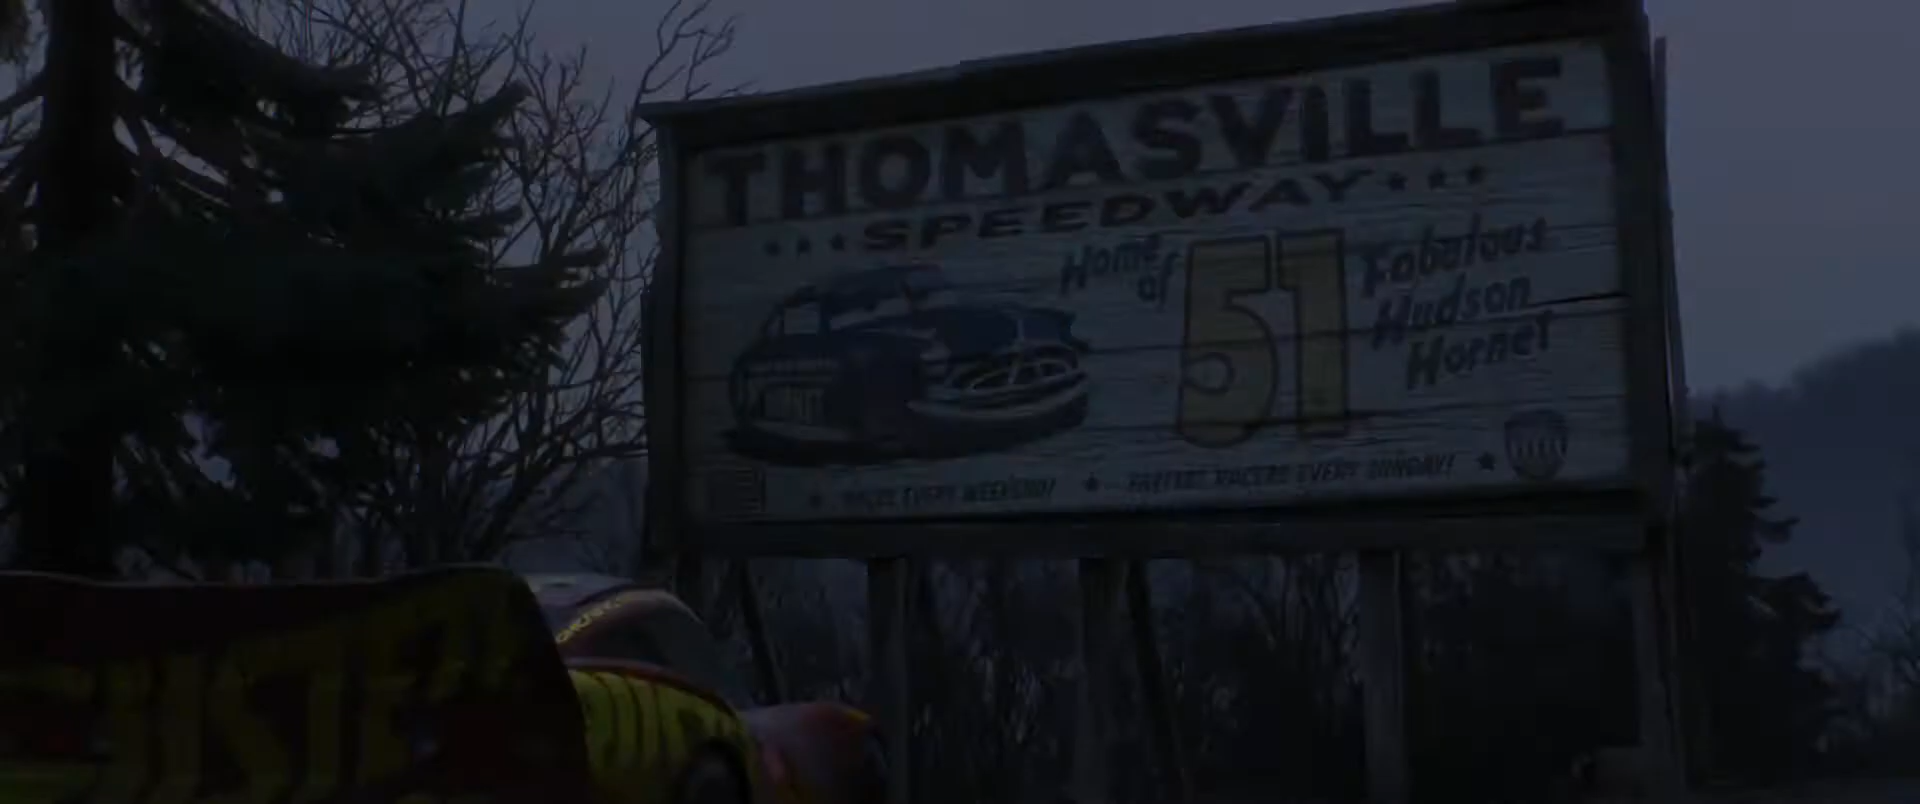 THOMASVILLE
SPEEDWAY
Home of
51
Fabulous
Hudson
Hornet
RACES EVERY WEEKEND!
FASTEST RACERS EVERY SUNDAY!